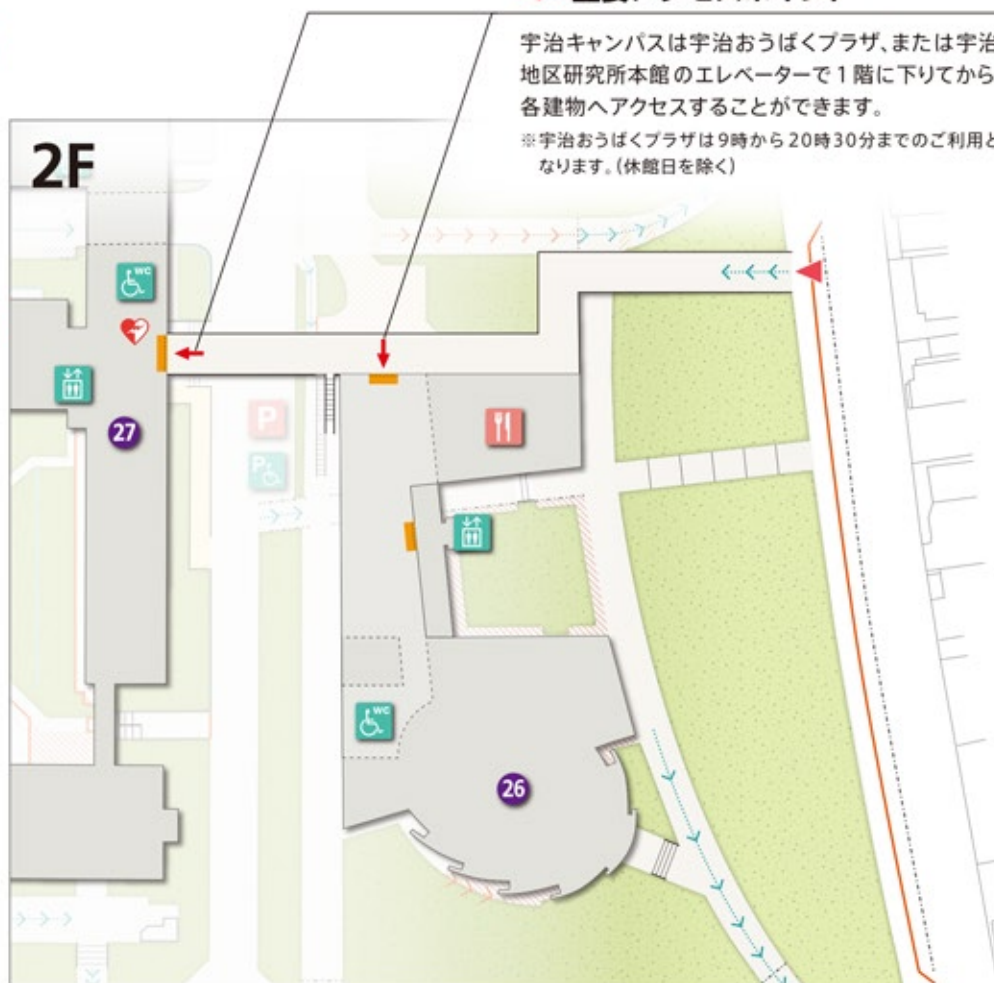 宇治キャンパスは宇治おうばくプラザ、または宇治
地区研究所本館のエレベーターで1階に下りてから
各建物へアクセスすることができます。
※宇治おうばくプラザは9時から20時30分までのご利用と
なります。(休館日を除く)
2F
WC
27
P
P
WC
26